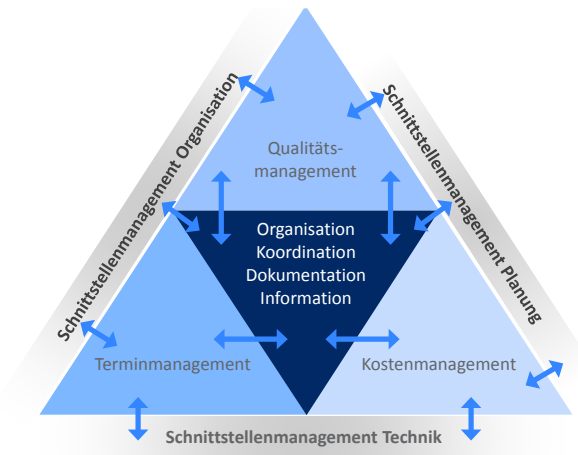 Schnittstellenmanagement Organisation
Schnittstellenmanagement Planung
Qualitäts-
management
Organisation
Koordination
Dokumentation
Information
Terminmanagement
Kostenmanagement
Schnittstellenmanagement Technik